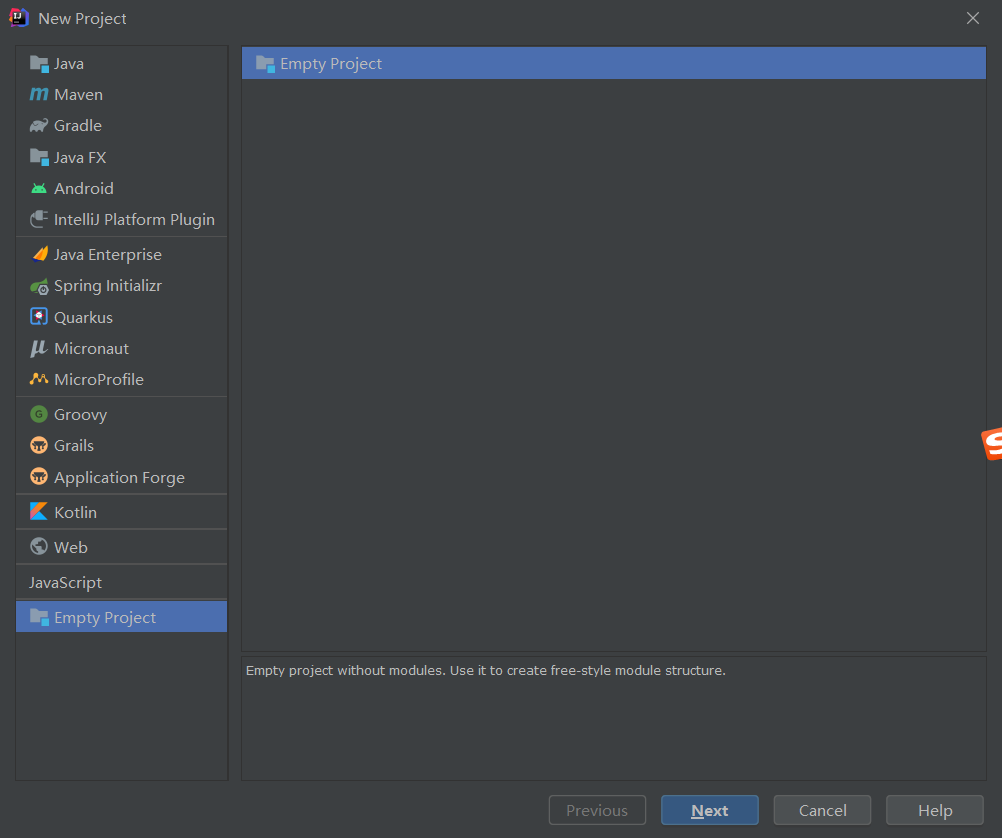 New Project
Java
Maven
Gradle
Java FX
Android
IntelliJ Platform Plugin
Java Enterprise
Spring Initializr
Quarkus
Micronaut
MicroProfile
Groovy
Grails
Application Forge
Kotlin
Web
JavaScript
Empty Project
Empty Project
Empty project without modules. Use it to create free-style module structure.
Previous
Next
Cancel
Help